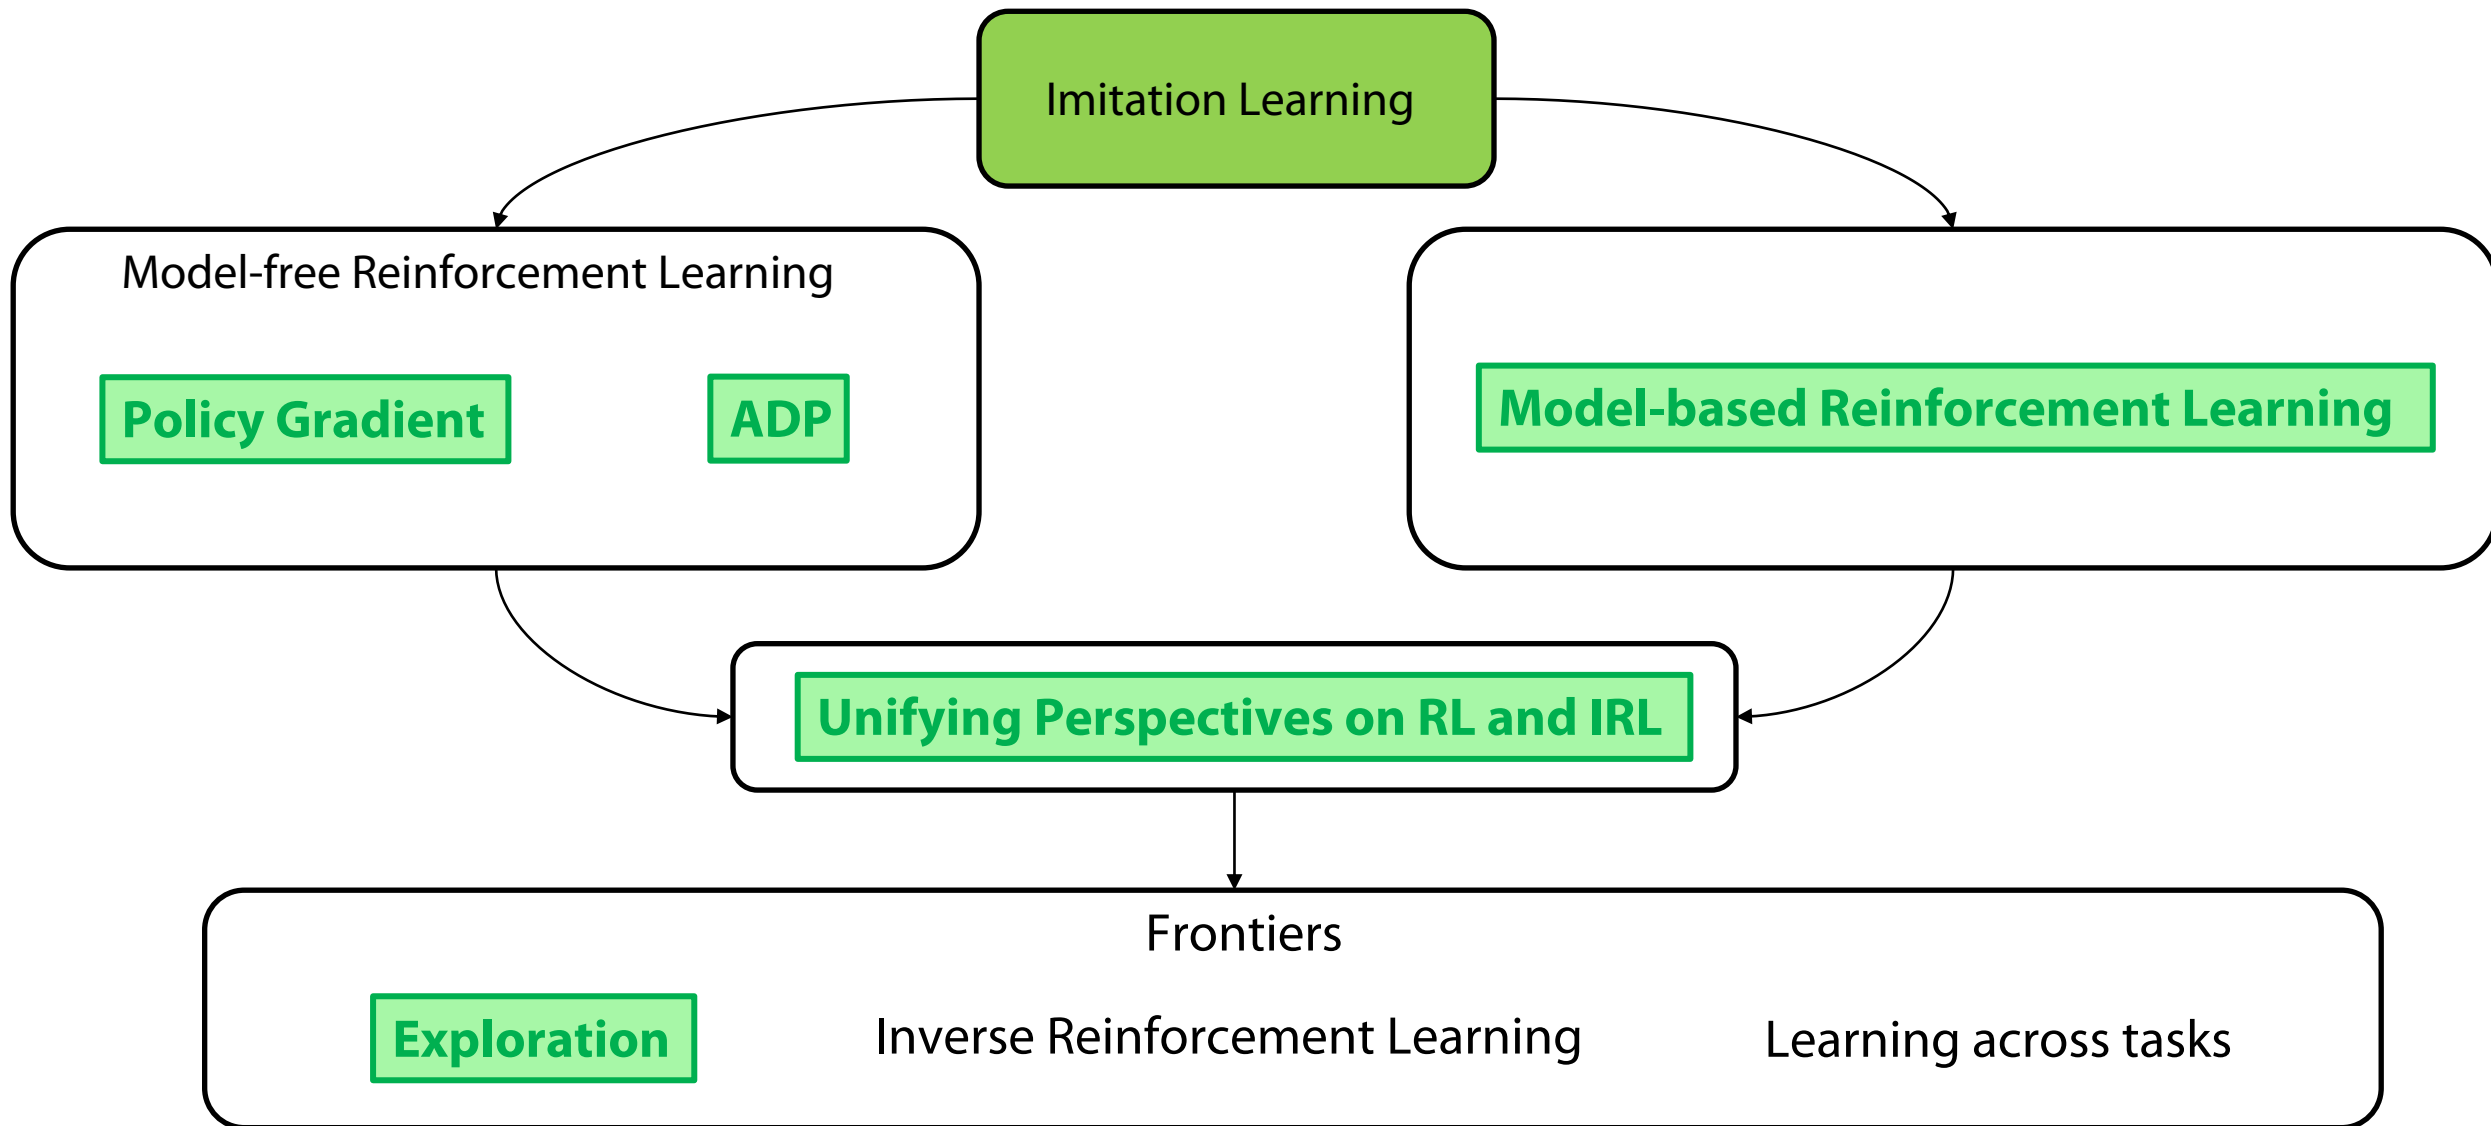 Imitation Learning
Model-free Reinforcement Learning
Policy Gradient
ADP
Model-based Reinforcement Learning
Unifying Perspectives on RL and IRL
Frontiers
Exploration
Inverse Reinforcement Learning
Learning across tasks